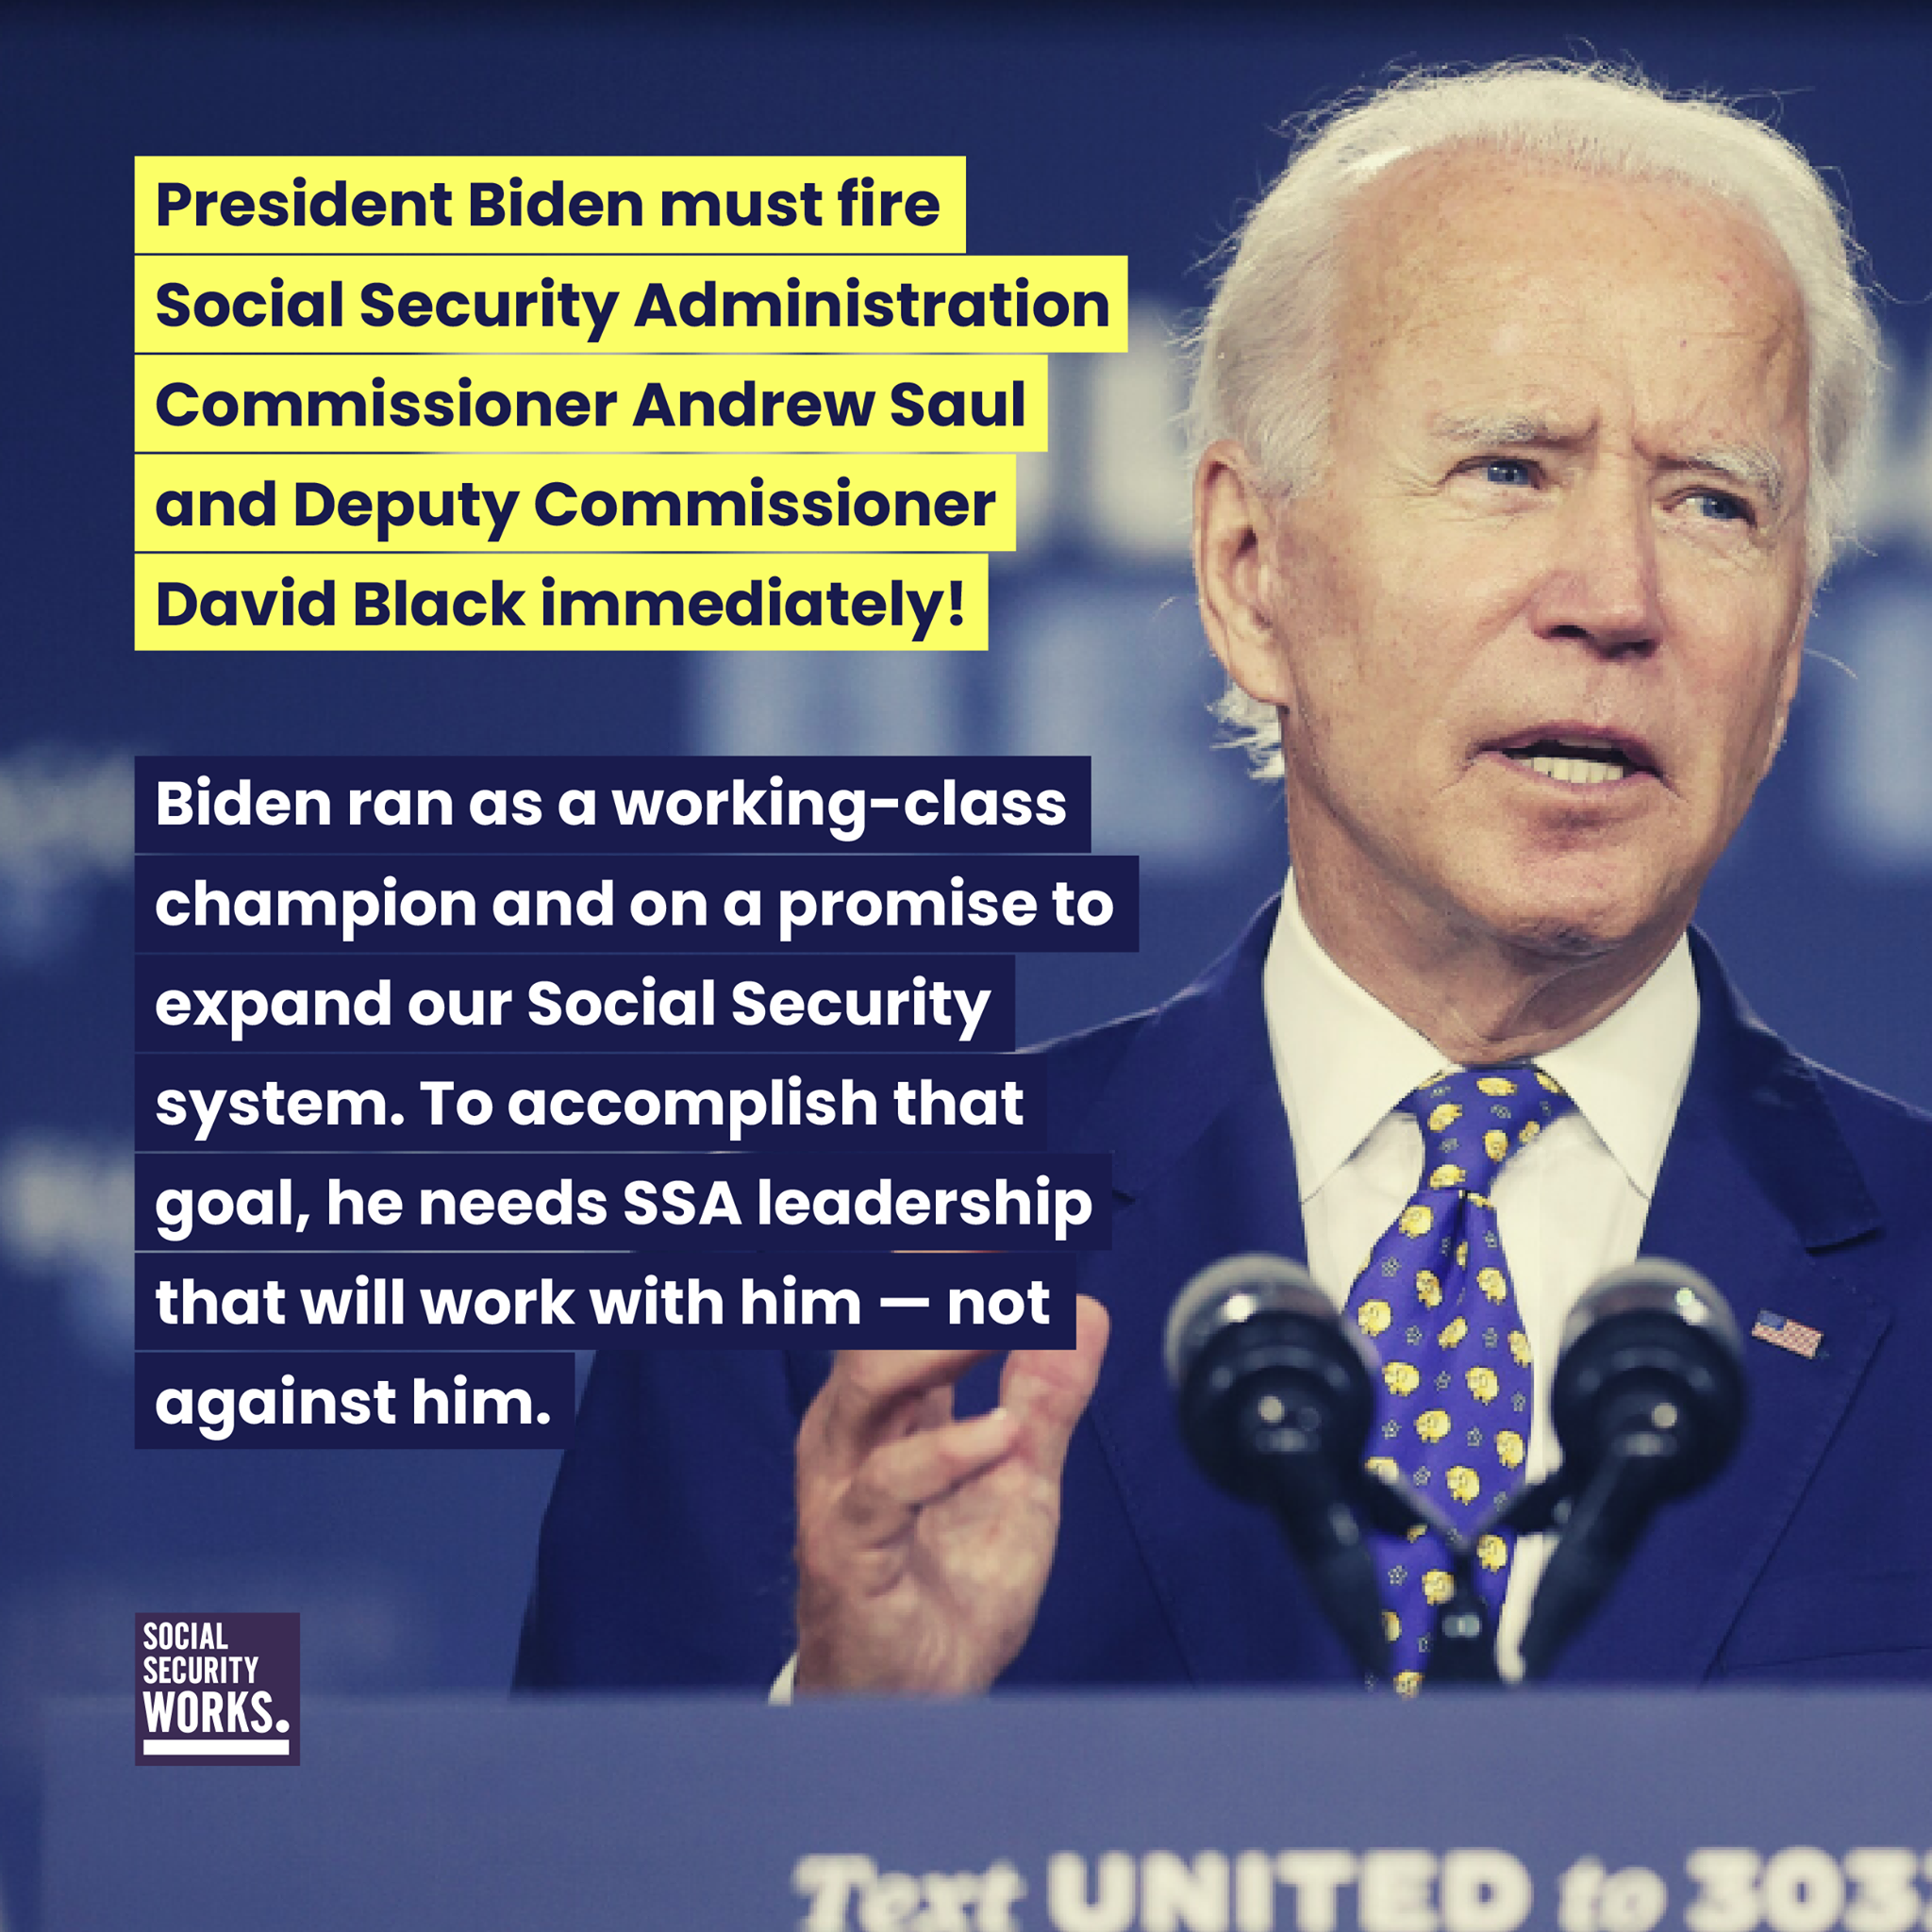 President Biden must fire
Social Security Administration
Commissioner Andrew Saul
and Deputy Commissioner
David Black immediately!
Biden ran as a working-class
champion and on a promise to
expand our Social Security
system. To accomplish that
goal, he needs SSA leadership
that will work with him — not
against him.
SOCIAL
SECURITY
WORKS.
Text UNITED to 303